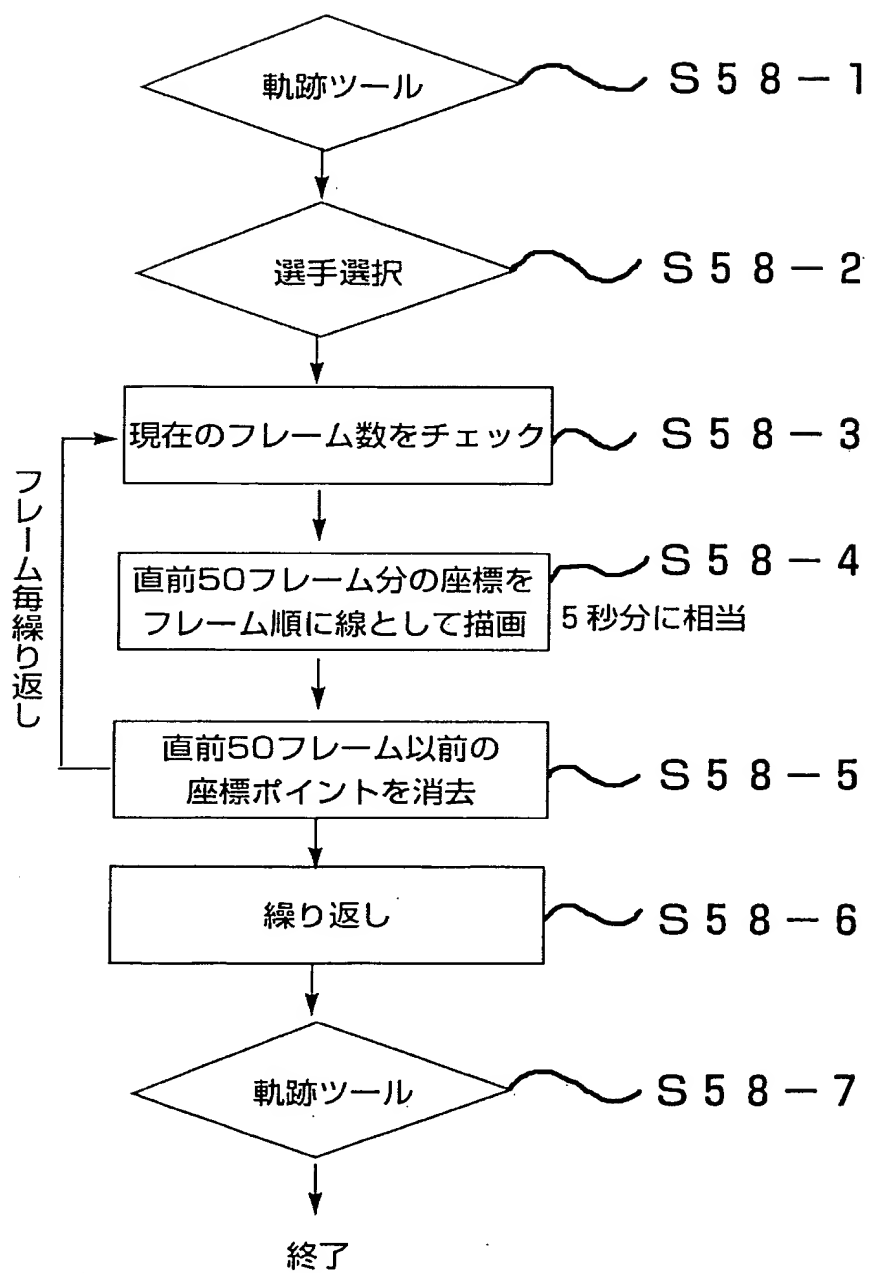 軌跡ツール
S58-1
選手選択
S58-2
現在のフレーム数をチェック
S58-3
フレーム毎繰り返し
直前50フレーム分の座標を
フレーム順に線として描画
S58-4
5秒分に相当
直前50フレーム以前の
座標ポイントを消去
S58-5
繰り返し
S58-6
軌跡ツール
S58-7
終了